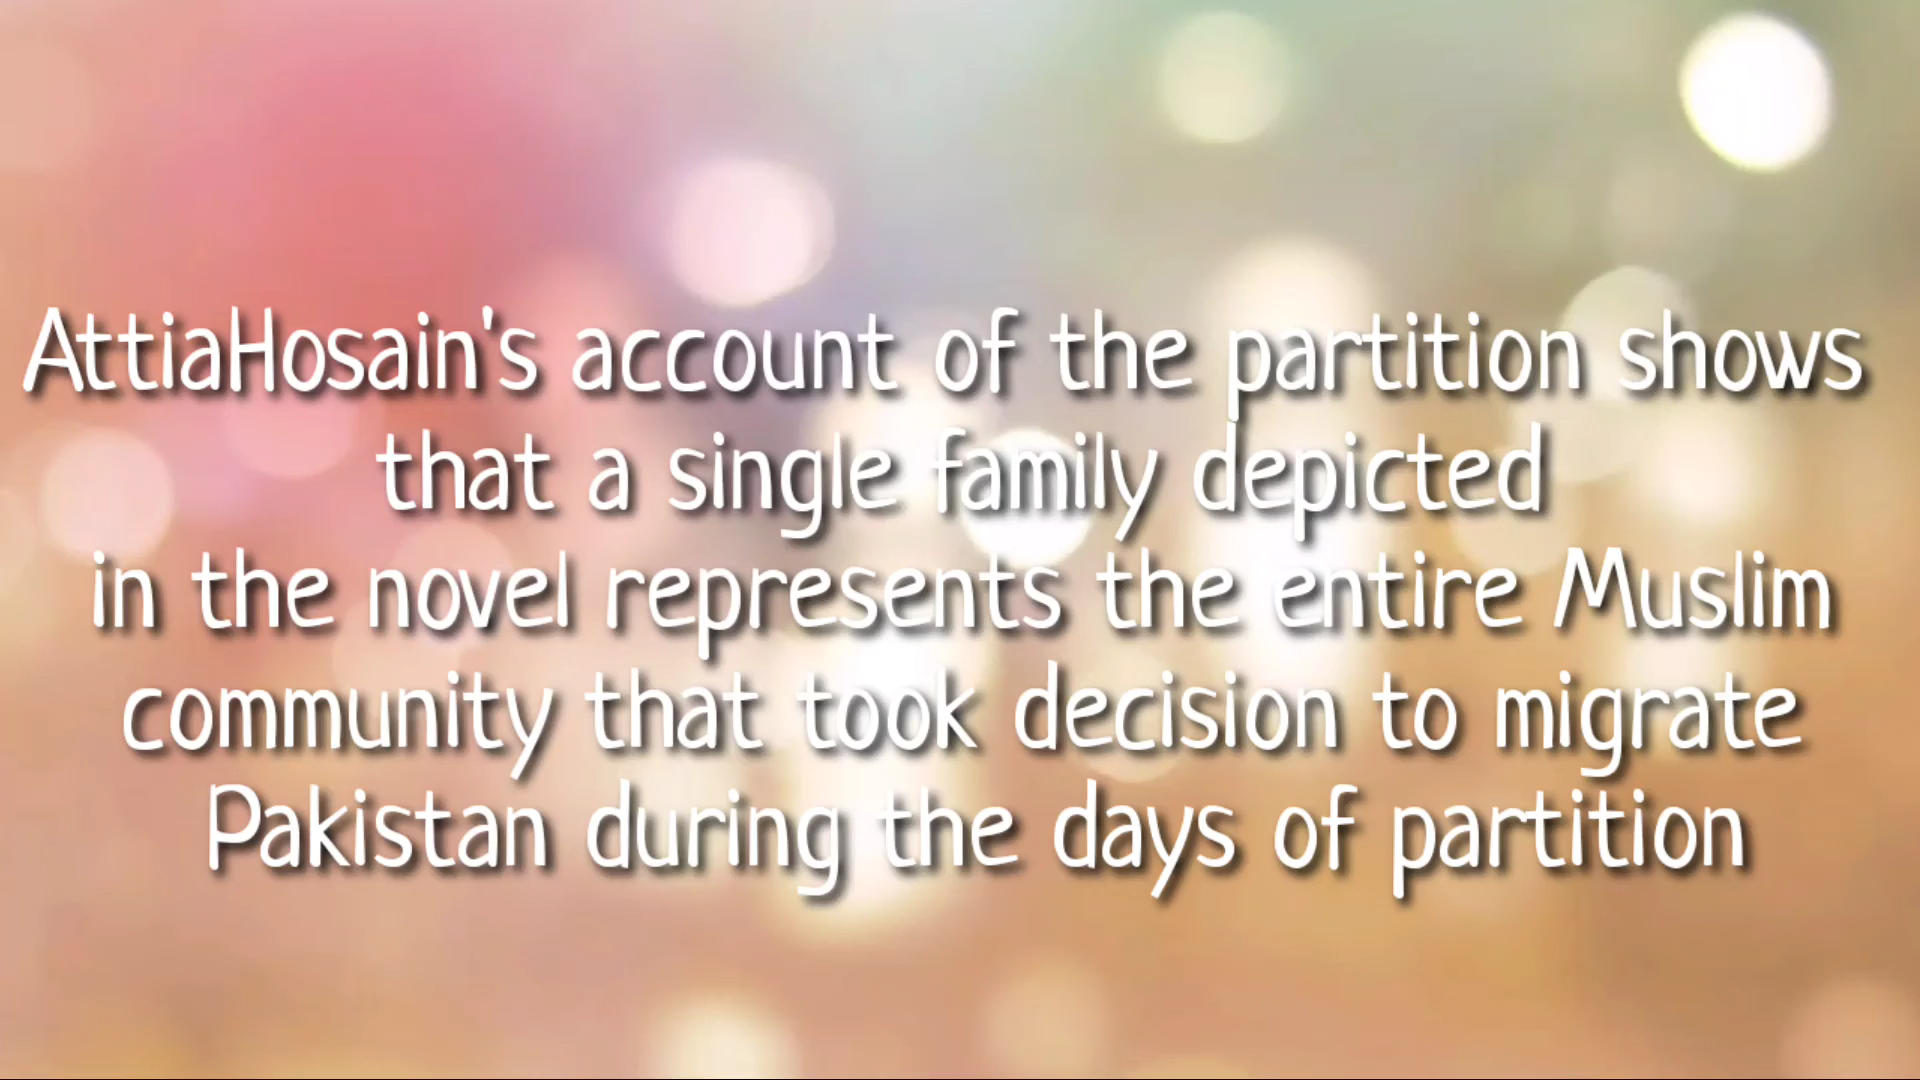 AttiaHosain's account of the partition shows
that a single family depicted
in the novel represents the entire Muslim
community that took decision to migrate
Pakistan during the days of partition